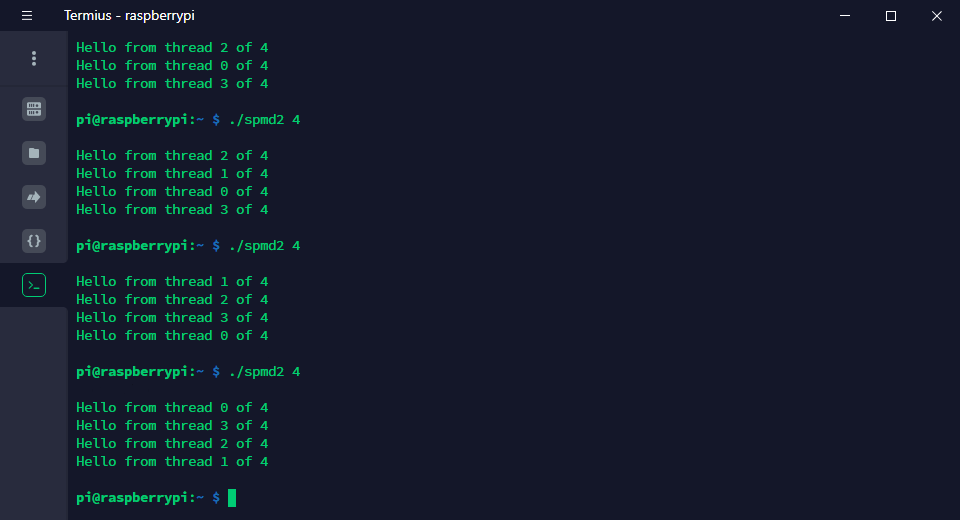 Termius - raspberrypi
Hello from thread 2 of 4
Hello from thread 0 of 4
Hello from thread 3 of 4
pi@raspberrypi:~ $ ./spmd2 4
Hello from thread 2 of 4
Hello from thread 1 of 4
Hello from thread 0 of 4
Hello from thread 3 of 4
pi@raspberrypi:~ $ ./spmd2 4
Hello from thread 1 of 4
Hello from thread 2 of 4
Hello from thread 3 of 4
Hello from thread 0 of 4
pi@raspberrypi:~ $ ./spmd2 4
Hello from thread 0 of 4
Hello from thread 3 of 4
Hello from thread 2 of 4
Hello from thread 1 of 4
pi@raspberrypi:~ $